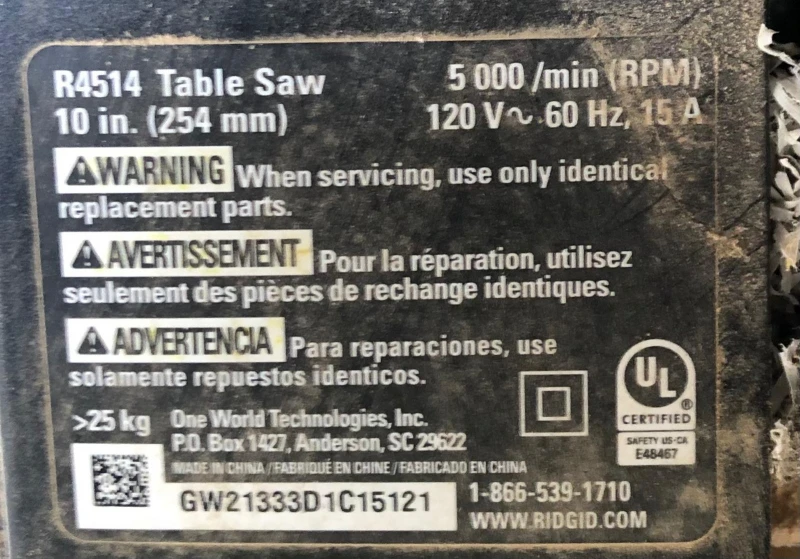 R4514 Table Saw 5 000 /min (RPM)
10 in. (254 mm) 120 V~ 60 Hz, 15 A
⚠WARNING When servicing, use only identical
replacement parts.
⚠ AVERTISSEMENT Pour la réparation, utilisez
seulement des pièces de rechange identiques.
⚠ ADVERTENCIA Para reparaciones, use
solamente repuestos identicos.
UL ®
CERTIFIED
SAFETY US-CA
E48467
>25 kg One World Technologies, Inc.
P.O. Box 1427, Anderson, SC 29622
MADE IN CHINA / FABRIQUÉ EN CHINE / FABRICADO EN CHINA
GW21333D1C15121 1-866-539-1710
WWW.RIDGID.COM